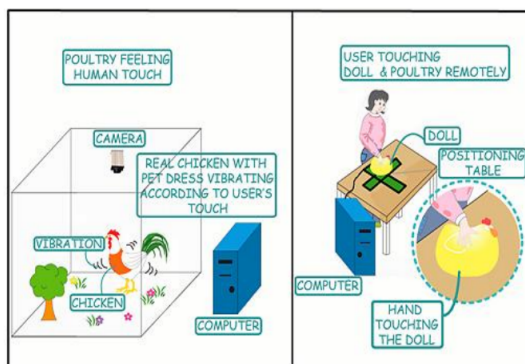 POULTRY FEELING
HUMAN TOUCH
CAMERA
REAL CHICKEN WITH
PET DRESS VIBRATING
ACCORDING TO USER'S
TOUCH
VIBRATION
CHICKEN
COMPUTER
USER TOUCHING
DOLL & POULTRY REMOTELY
DOLL
POSITIONING
TABLE
COMPUTER
HAND
TOUCHING
THE DOLL